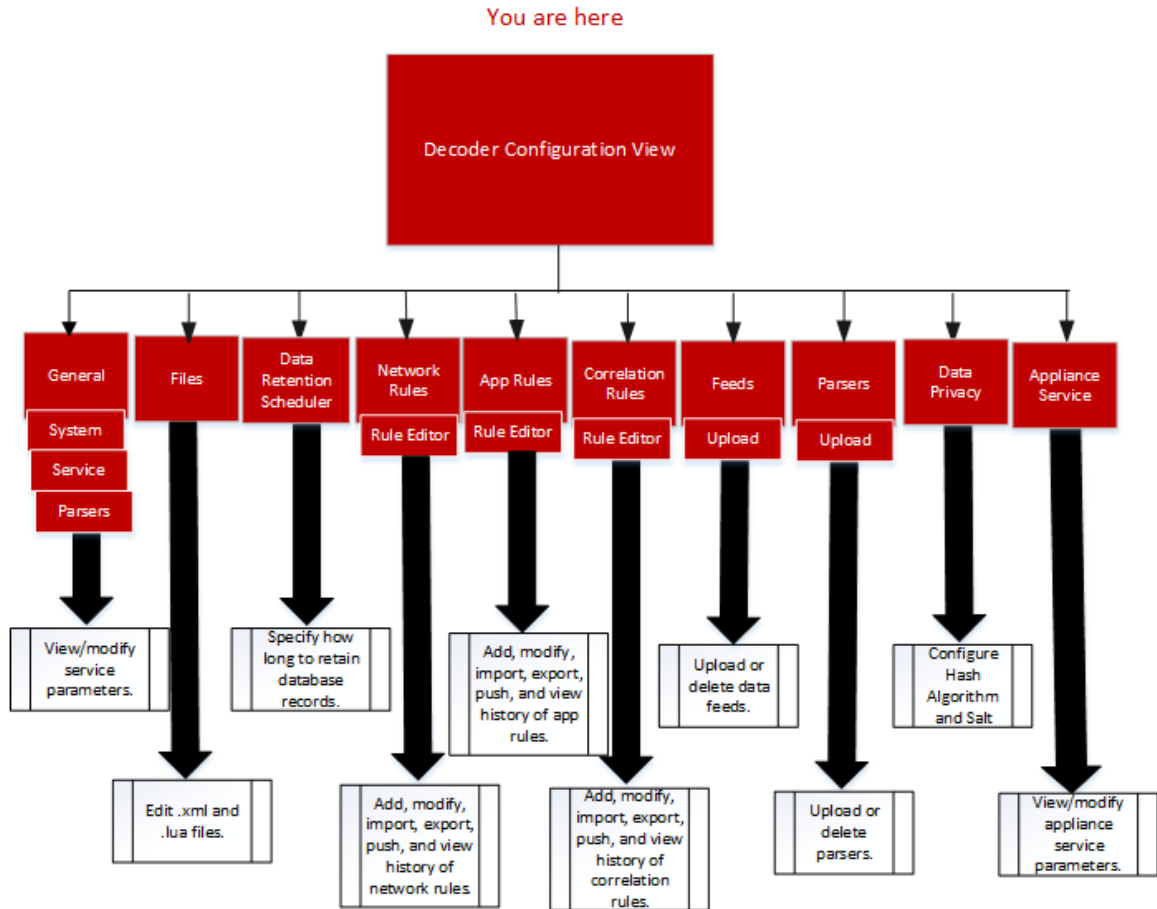 You are here
Decoder Configuration View
General
System
Service
Parsers
Files
Data
Retention
Scheduler
Network
Rules
Rule Editor
App Rules
Rule Editor
Correlation
Rules
Rule Editor
Feeds
Upload
Parsers
Upload
Data
Privacy
Appliance
Service
View/modify
service
parameters.
Edit .xml and
.lua files.
Specify how
long to retain
database
records.
Add, modify,
import, export,
push, and view
history of
network rules.
Add, modify,
import, export,
push, and view
history of app
rules.
Add, modify,
import, export,
push, and view
history of
correlation
rules.
Upload or
delete data
feeds.
Upload or
delete
parsers.
Configure
Hash
Algorithm
and Salt
View/modify
appliance
service
parameters.